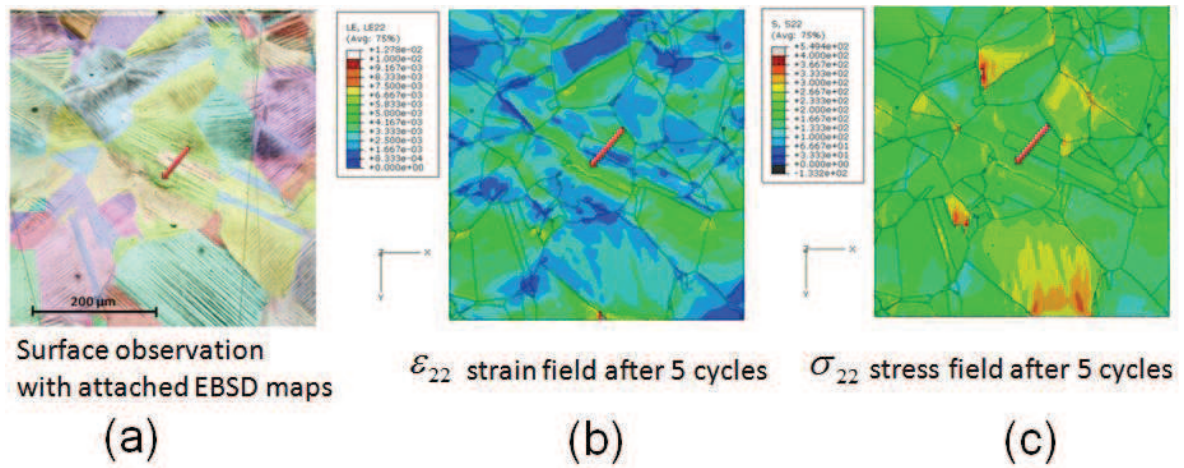 LE, LE22
(Avg: 75%)
+1.278e-02
+1.000e-02
+9.167e-03
+8.333e-03
+7.500e-03
+6.667e-03
+5.833e-03
+5.000e-03
+4.167e-03
+3.333e-03
+2.500e-03
+1.667e-03
+8.333e-04
+0.000e+00
S, S22
(Avg: 75%)
+5.494e+02
+4.000e+02
+3.667e+02
+3.333e+02
+3.000e+02
+2.667e+02
+2.333e+02
+2.000e+02
+1.667e+02
+1.333e+02
+1.000e+02
+6.667e+01
+3.333e+01
+0.000e+00
-1.332e+02
200 µm
Z X
Y
Z X
Y
Surface observation
with attached EBSD maps
ε22 strain field after 5 cycles
σ22 stress field after 5 cycles
(a)
(b)
(c)